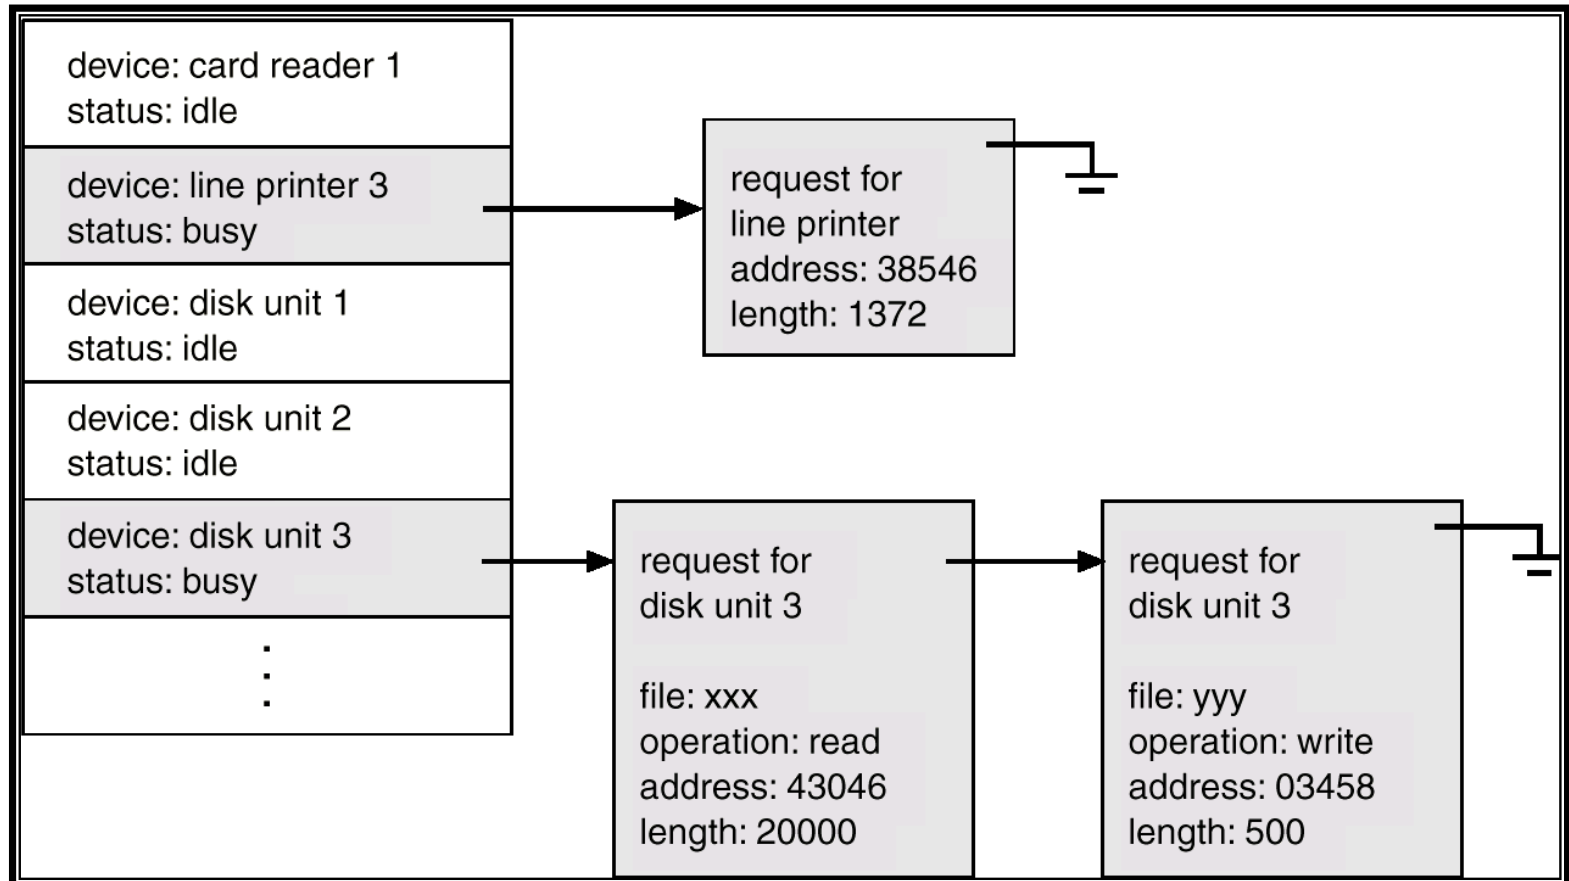 device: card reader 1
status: idle
device: line printer 3
status: busy
device: disk unit 1
status: idle
device: disk unit 2
status: idle
device: disk unit 3
status: busy
request for
line printer
address: 38546
length: 1372
request for
disk unit 3
file: xxx
operation: read
address: 43046
length: 20000
request for
disk unit 3
file: yyy
operation: write
address: 03458
length: 500